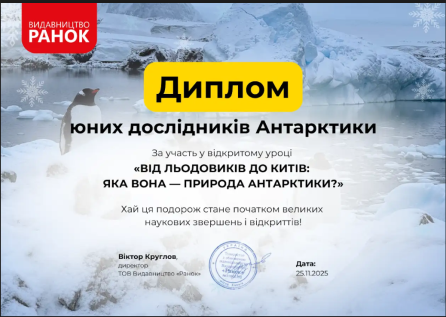 ВИДАВНИЦТВО
РАНОК
Диплом
юних дослідників Антарктики
За участь у відкритому уроці
«ВІД ЛЬОДОВИКІВ ДО КИТІВ:
ЯКА ВОНА — ПРИРОДА АНТАРКТИКИ?»
Хай ця подорож стане початком великих
наукових звершень і відкриттів!
Віктор Круглов,
директор
ТОВ Видавництво «Ранок»
Дата:
25.11.2025